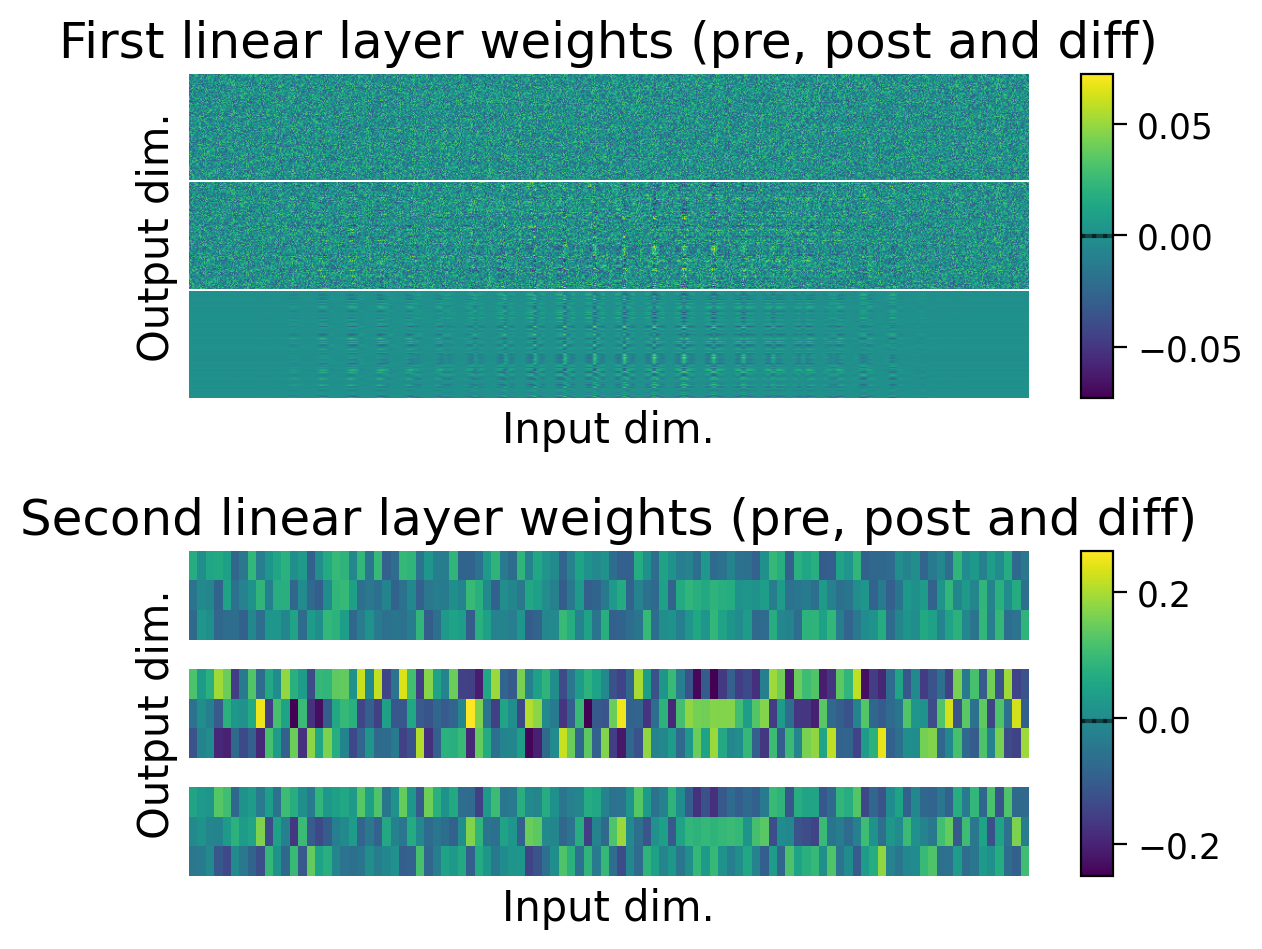 First linear layer weights (pre, post and diff)
Output dim.
0.05
0.00
−0.05
Input dim.
Second linear layer weights (pre, post and diff)
Output dim.
0.2
0.0
−0.2
Input dim.